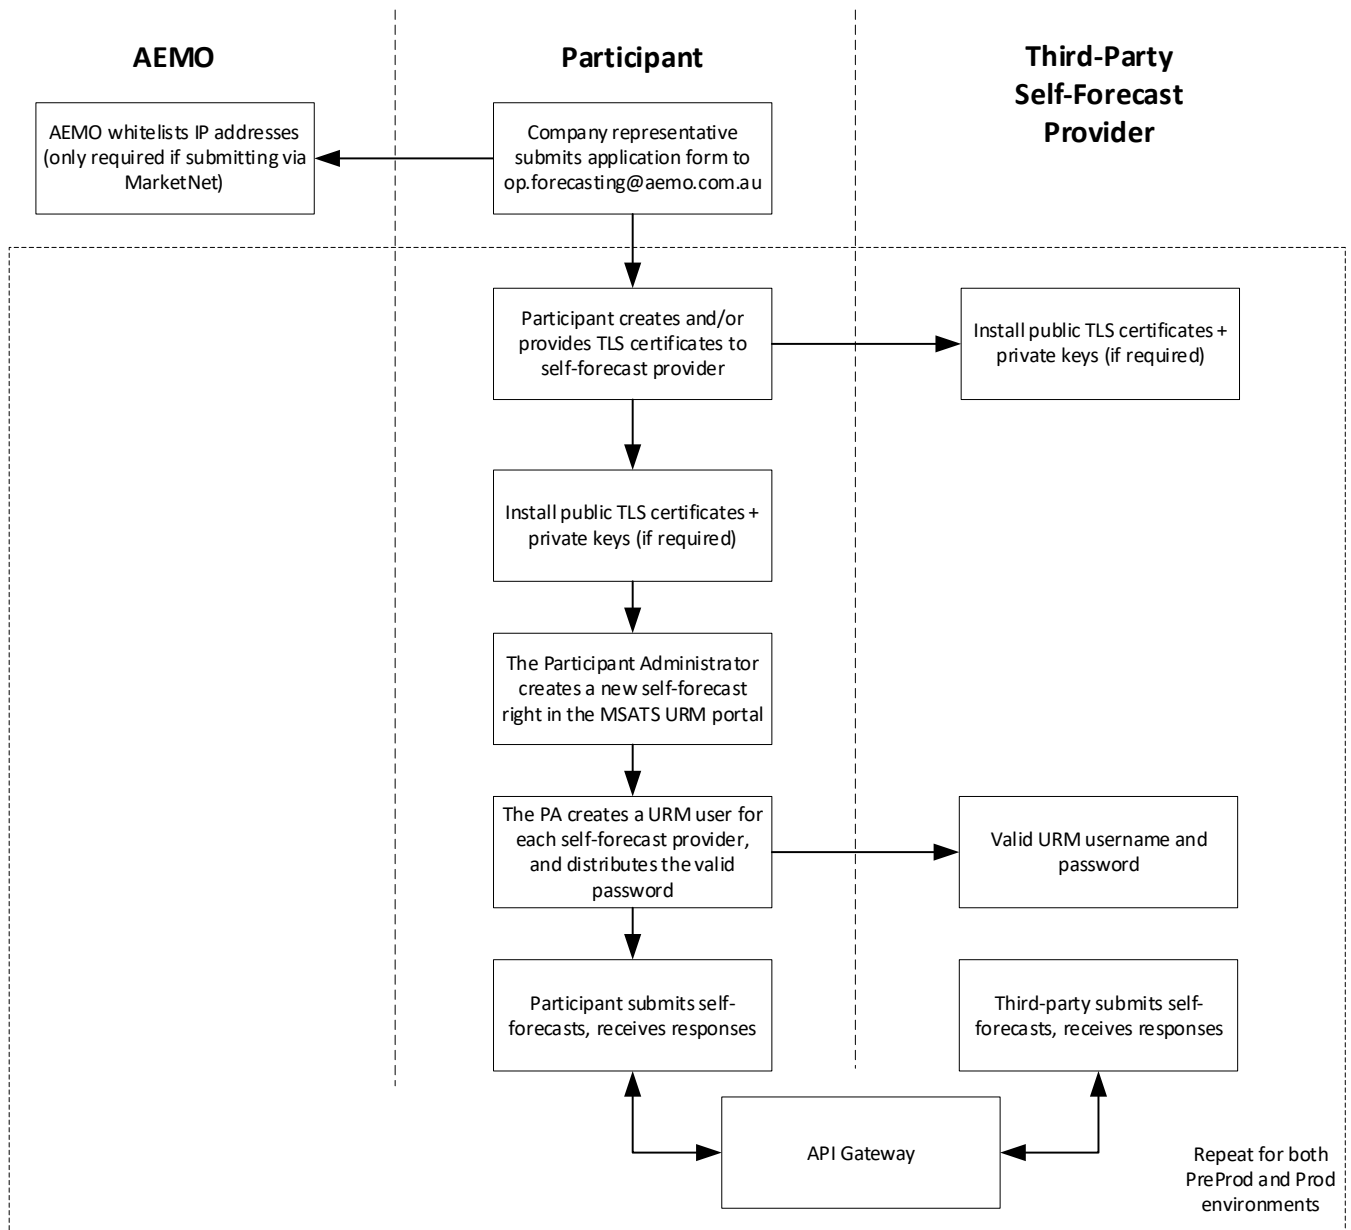 AEMO
Participant
Third-Party
Self-Forecast
Provider
AEMO whitelists IP addresses
(only required if submitting via
MarketNet)
Company representative
submits application form to
op.forecasting@aemo.com.au
Participant creates and/or
provides TLS certificates to
self-forecast provider
Install public TLS certificates +
private keys (if required)
Install public TLS certificates +
private keys (if required)
The Participant Administrator
creates a new self-forecast
right in the MSATS URM portal
The PA creates a URM user for
each self-forecast provider,
and distributes the valid
password
Valid URM username and
password
Participant submits self-
forecasts, receives responses
Third-party submits self-
forecasts, receives responses
API Gateway
Repeat for both
PreProd and Prod
environments